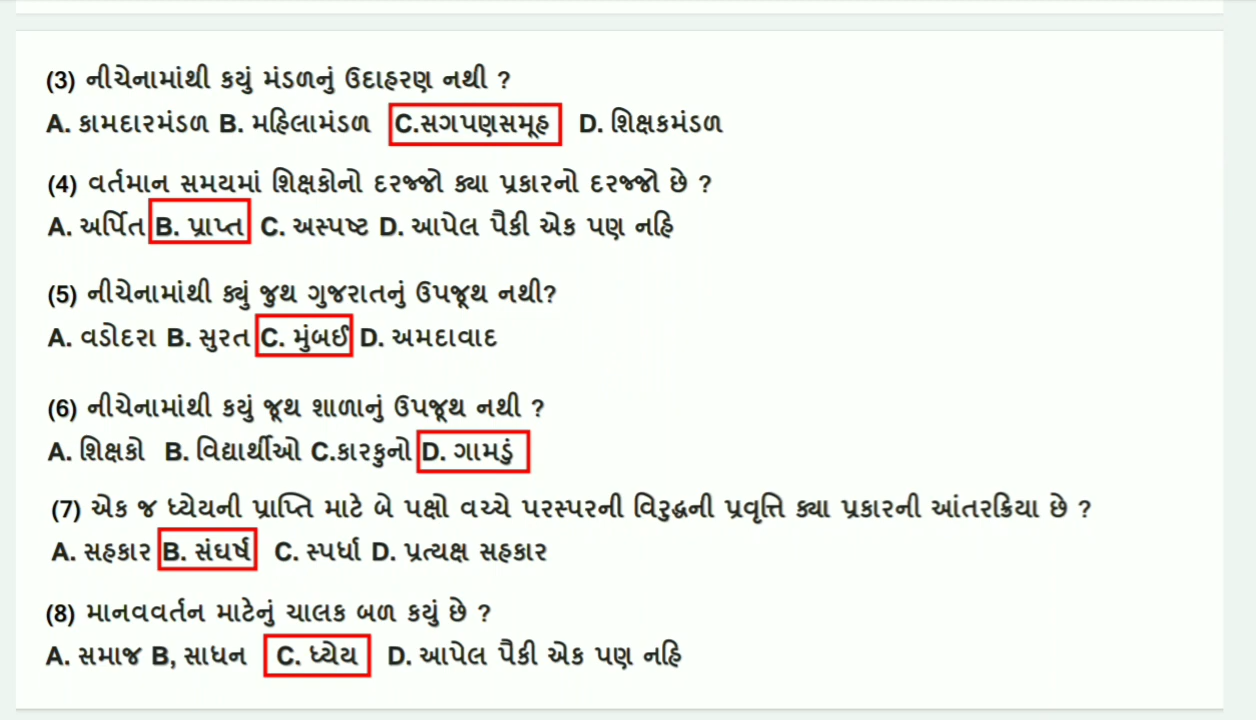 (3) નીચેનામાંથી કયું મંડળનું ઉદાહરણ નથી ?
A. કામદારમંડળ B. મહિલામંડળ C.સગપણસમૂહ D. શિક્ષકમંડળ
(4) વર્તમાન સમયમાં શિક્ષકોનો દરજ્જો ક્યા પ્રકારનો દરજ્જો છે ?
A. અર્પિત B. પ્રાપ્ત C. અસ્પષ્ટ D. આપેલ પૈકી એક પણ નહિ
(5) નીચેનામાંથી ક્યું જુથ ગુજરાતનું ઉપજૂથ નથી?
A. વડોદરા B. સુરત C. મુંબઈ D. અમદાવાદ
(6) નીચેનામાંથી કયું જૂથ શાળાનું ઉપજૂથ નથી ?
A. શિક્ષકો B. વિદ્યાર્થીઓ C.કારકુનો D. ગામડું
(7) એક જ ધ્યેયની પ્રાપ્તિ માટે બે પક્ષો વચ્ચે પરસ્પરની વિરુદ્ધની પ્રવૃત્તિ ક્યા પ્રકારની આંતરક્રિયા છે ?
A. સહકાર B. સંઘર્ષ C. સ્પર્ધા D. પ્રત્યક્ષ સહકાર
(8) માનવવર્તન માટેનું ચાલક બળ કયું છે ?
A. સમાજ B, સાધન C. ધ્યેય D. આપેલ પૈકી એક પણ નહિ